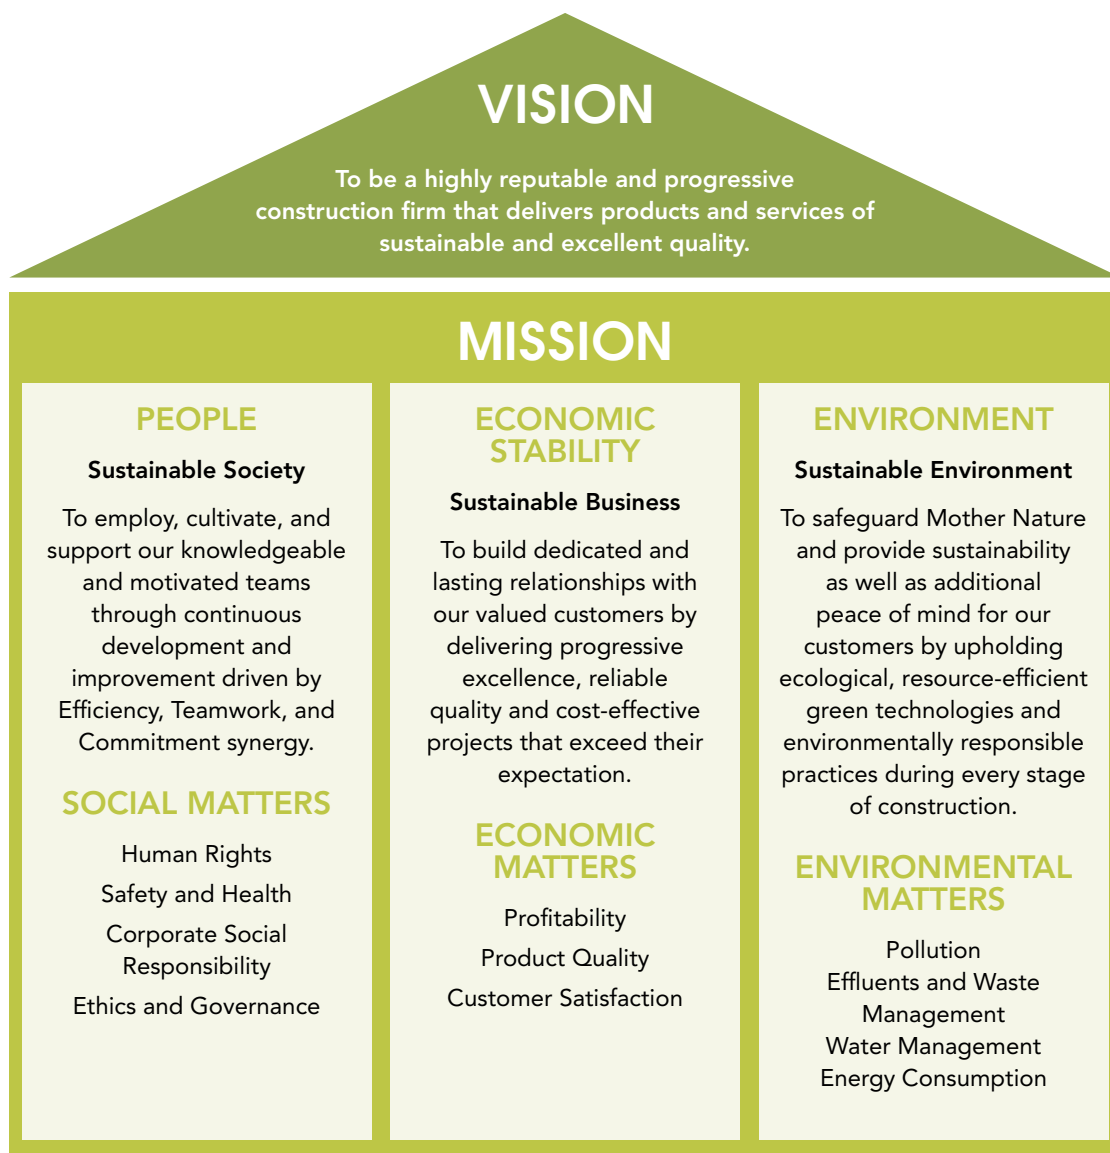 VISION
To be a highly reputable and progressive
construction firm that delivers products and services of
sustainable and excellent quality.
MISSION
PEOPLE
Sustainable Society
To employ, cultivate, and
support our knowledgeable
and motivated teams
through continuous
development and
improvement driven by
Efficiency, Teamwork, and
Commitment synergy.
SOCIAL MATTERS
Human Rights
Safety and Health
Corporate Social
Responsibility
Ethics and Governance
ECONOMIC
STABILITY
Sustainable Business
To build dedicated and
lasting relationships with
our valued customers by
delivering progressive
excellence, reliable
quality and cost-effective
projects that exceed their
expectation.
ECONOMIC
MATTERS
Profitability
Product Quality
Customer Satisfaction
ENVIRONMENT
Sustainable Environment
To safeguard Mother Nature
and provide sustainability
as well as additional
peace of mind for our
customers by upholding
ecological, resource-efficient
green technologies and
environmentally responsible
practices during every stage
of construction.
ENVIRONMENTAL
MATTERS
Pollution
Effluents and Waste
Management
Water Management
Energy Consumption